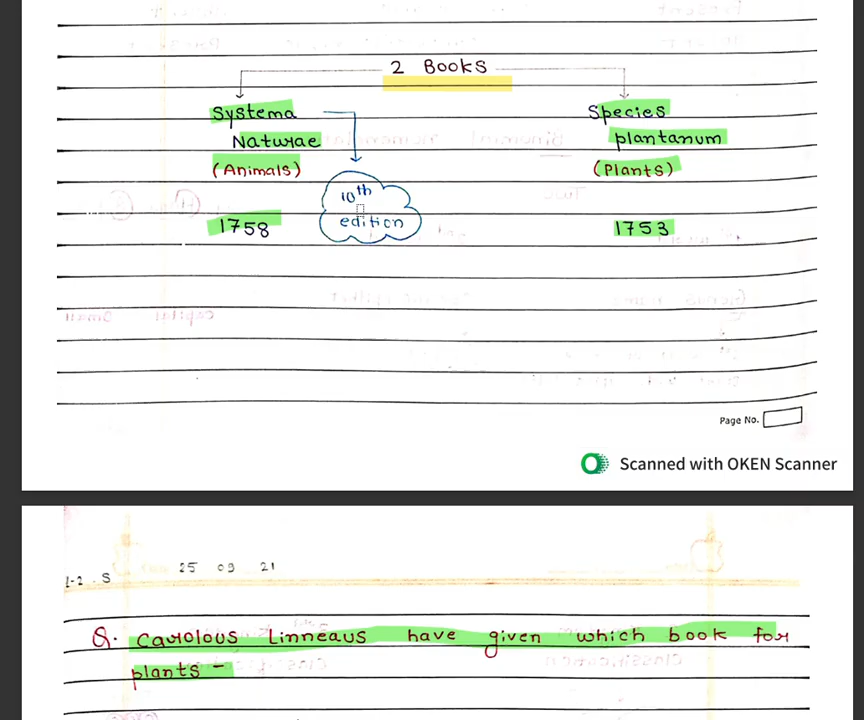 2 Books
Systema
Naturae
(Animals)
1758
10th
edition
Species
plantanum
(Plants)
1753
Page No.
Scanned with OKEN Scanner
L-2 . S
25 09 21
Q. Carolous Linneaus have given which book for
plants -